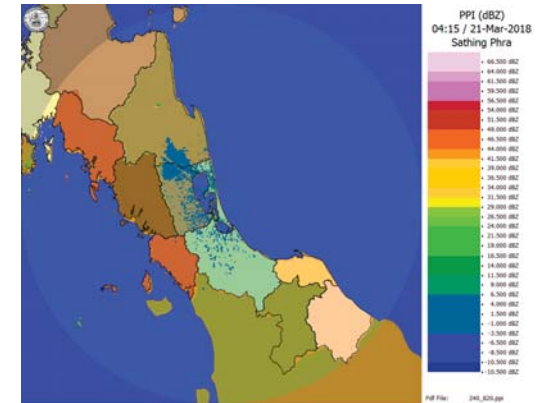 PPI (dBZ)
04:15 / 21-Mar-2018
Sathing Phra
66.500 dBZ
64.000 dBZ
61.500 dBZ
59.500 dBZ
56.500 dBZ
54.000 dBZ
51.500 dBZ
49.000 dBZ
46.500 dBZ
44.000 dBZ
41.500 dBZ
39.000 dBZ
36.500 dBZ
34.000 dBZ
31.500 dBZ
29.000 dBZ
26.500 dBZ
24.000 dBZ
21.500 dBZ
19.000 dBZ
16.500 dBZ
14.000 dBZ
11.500 dBZ
9.000 dBZ
6.500 dBZ
4.000 dBZ
1.500 dBZ
-1.000 dBZ
-3.500 dBZ
-6.500 dBZ
-8.500 dBZ
-10.500 dBZ
-10.500 dBZ
Pdf File: 240_620.ppi